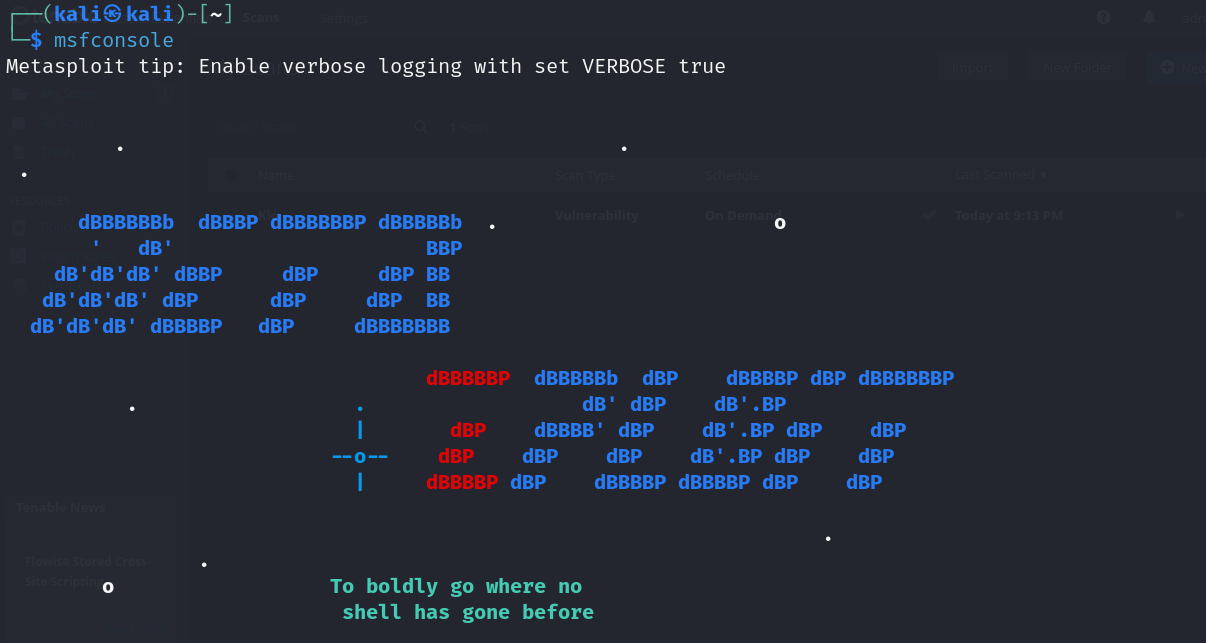 ┌──(kali㉿kali)-[~]
└─$ msfconsole
Metasploit tip: Enable verbose logging with set VERBOSE true
dBBBBBBb  dBBBP dBBBBBBP dBBBBBb
'   dB'                     BBP
dB'dB'dB' dBBP     dBP     dBP BB
dB'dB'dB' dBP      dBP     dBP  BB
dB'dB'dB' dBBBBP   dBP     dBBBBBBB
dBBBBBP  dBBBBBb  dBP    dBBBBP dBP dBBBBBBP
dB' dBP    dB'.BP
|       dBP    dBBBB' dBP    dB'.BP dBP    dBP
--o--    dBP    dBP    dBP    dB'.BP dBP    dBP
|     dBBBBP dBP    dBBBBP dBBBBP dBP    dBP
o
o
To boldly go where no
shell has gone before
Scans
Settings
Import
New Folder
New
Name
Scan Type
Schedule
Last Scanned
Vulnerability
On Demand
Today at 9:13 PM
Tenable News
Flowise Stored Cross-
Site Scripting